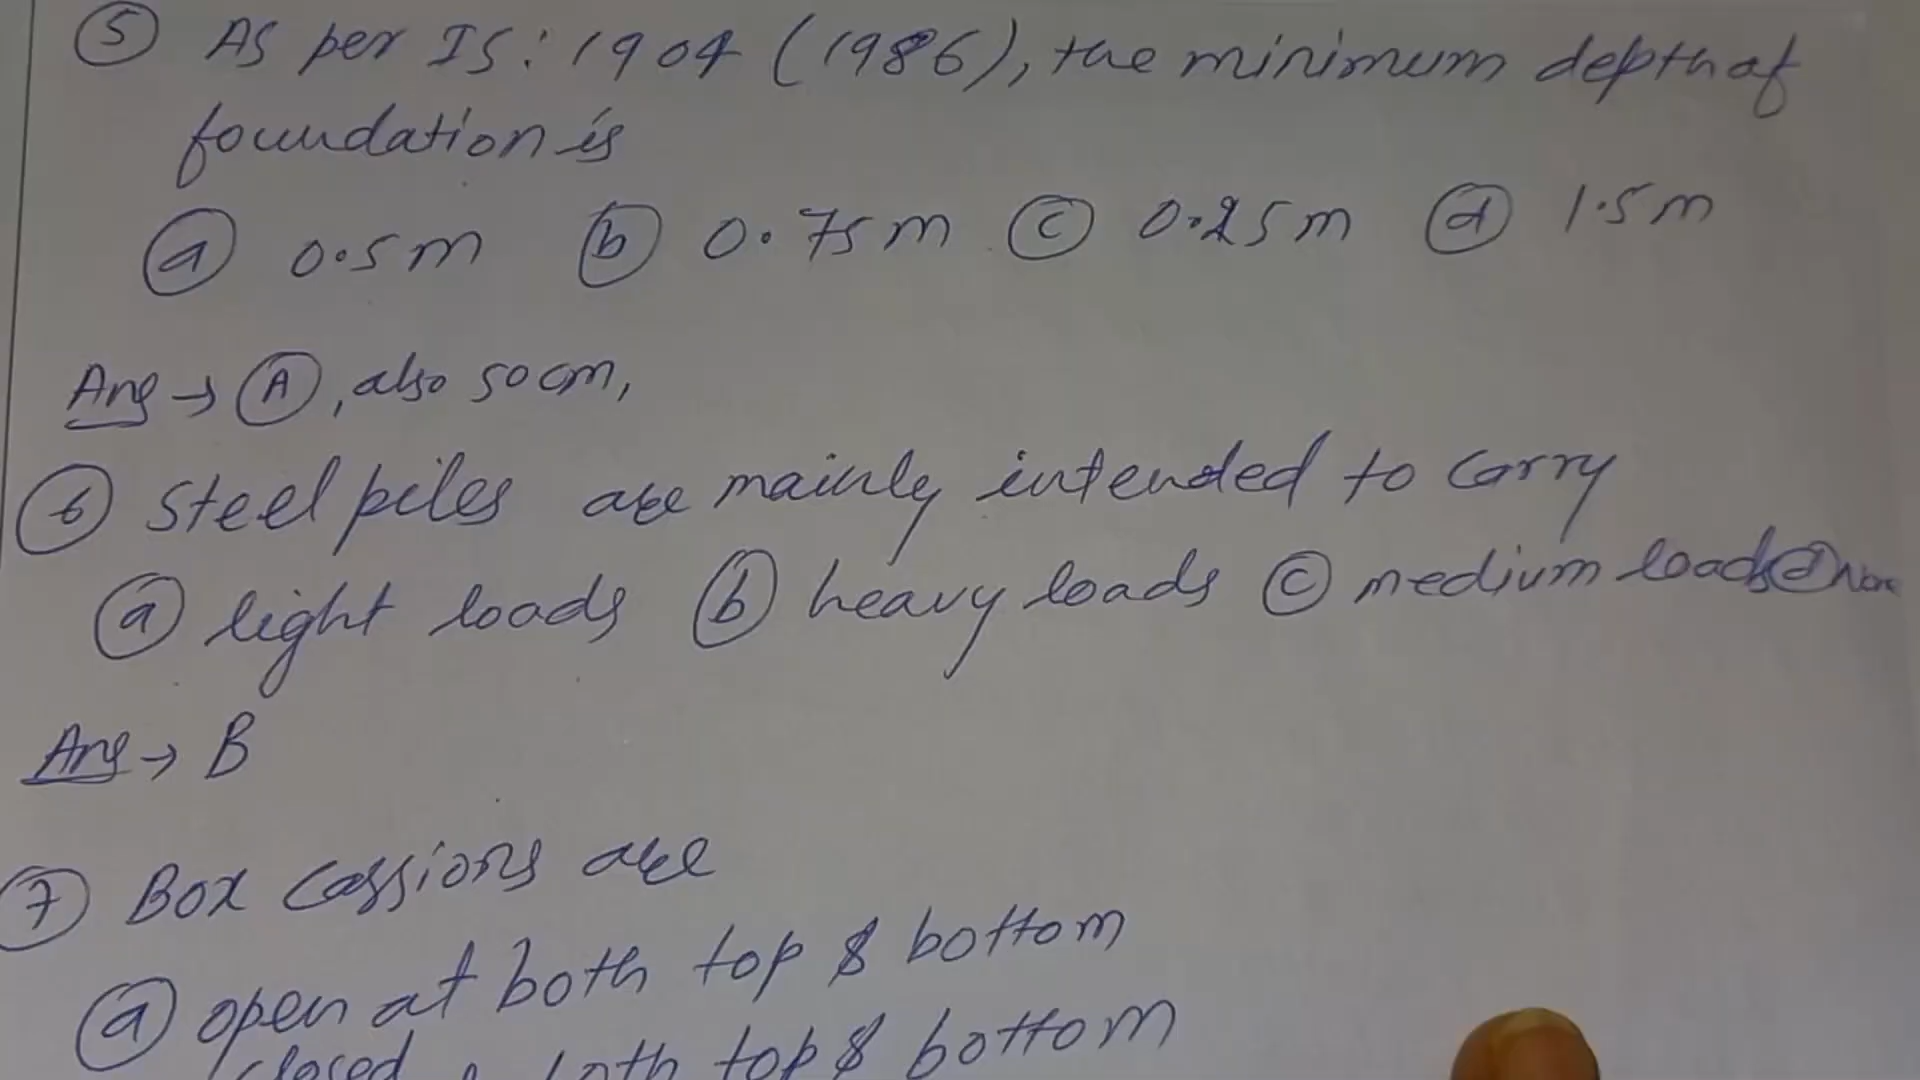 5 As per IS: 1904 (1986), the minimum depth of
foundation is
a 0.5m b 0.75m c 0.25m d 1.5m
Ans → A, also 50cm,
6 Steel piles are mainly intended to carry
a light loads b heavy loads c medium loads d None
Ans → B
7 Box cassions are
a open at both top & bottom
closed both top & bottom